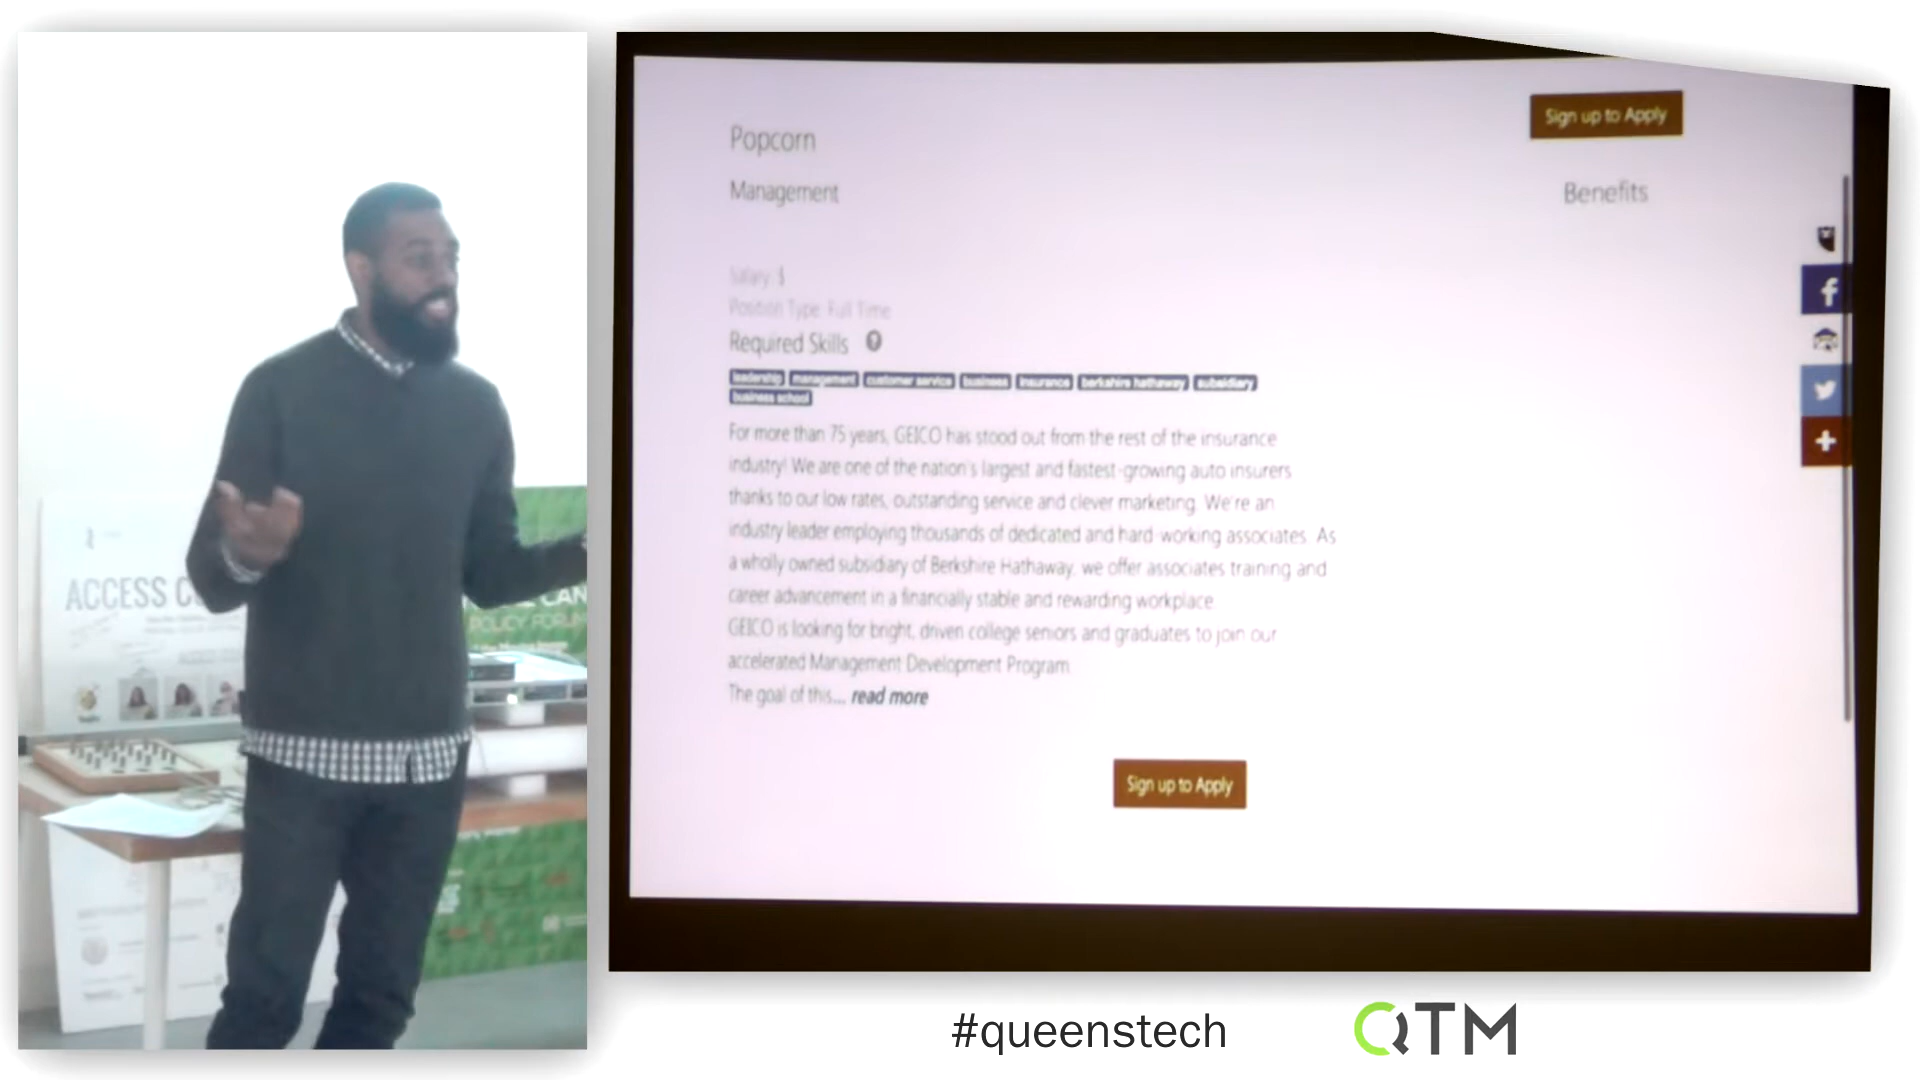 Sign up to Apply
Popcorn
Management
Benefits
Salary: $
Position Type: Full Time
Required Skills
leadership management customer service business insurance berkshire hathaway subsidiary
business school
For more than 75 years, GEICO has stood out from the rest of the insurance
industry! We are one of the nation's largest and fastest-growing auto insurers
thanks to our low rates, outstanding service and clever marketing. We're an
industry leader employing thousands of dedicated and hard-working associates. As
a wholly owned subsidiary of Berkshire Hathaway, we offer associates training and
career advancement in a financially stable and rewarding workplace.
GEICO is looking for bright, driven college seniors and graduates to join our
accelerated Management Development Program.
The goal of this... read more
Sign up to Apply
ACCESS
POLICY FORUM
#queenstech
QTM